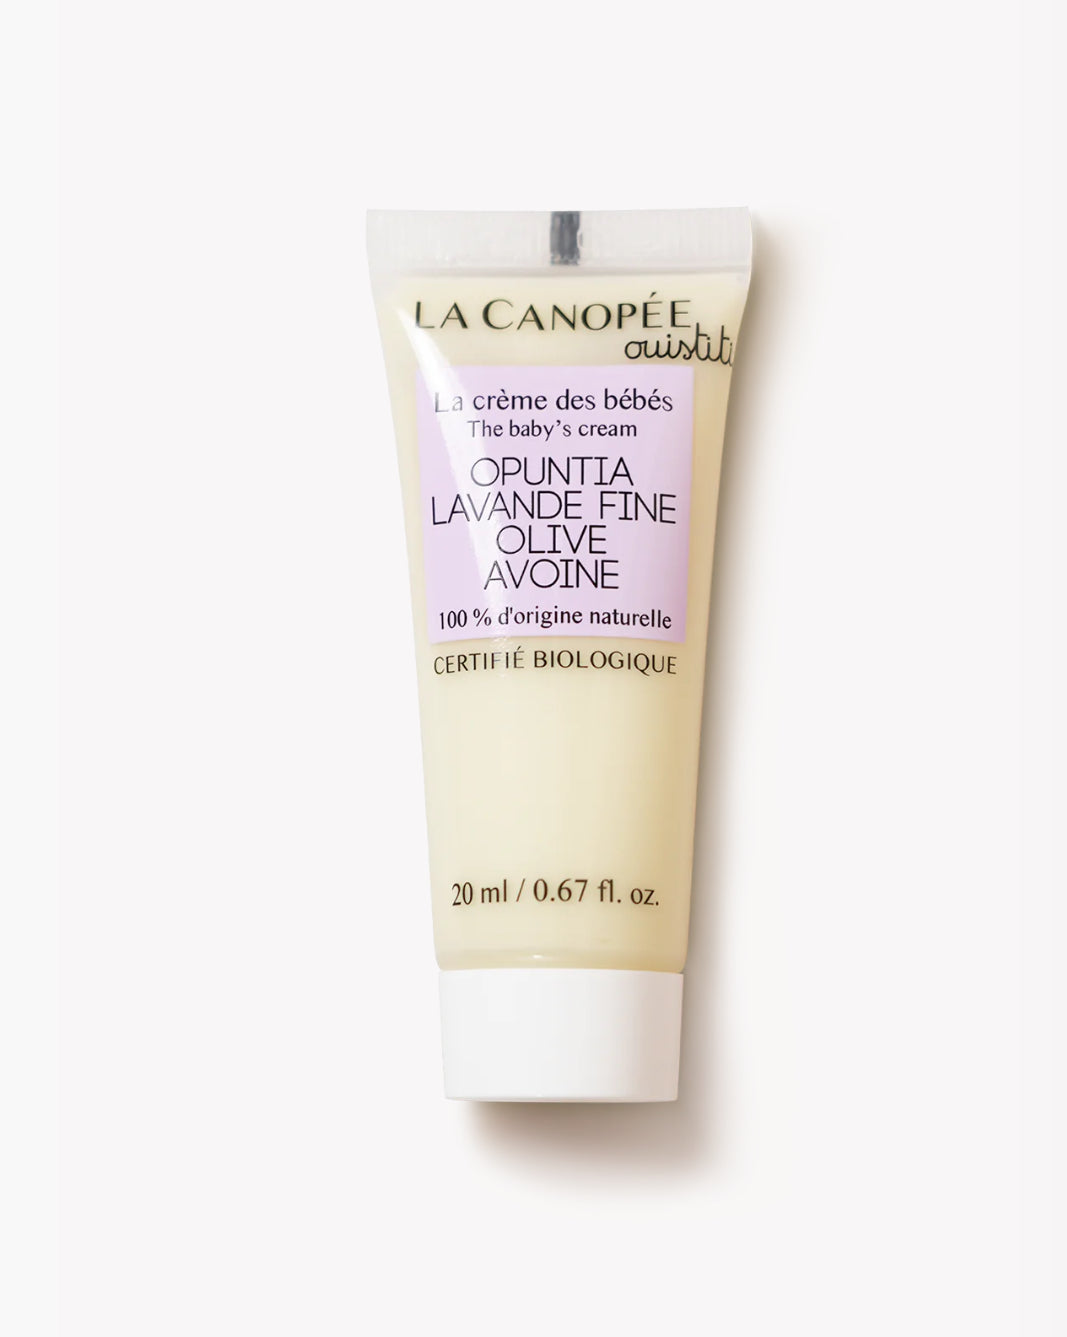 LA CANOPÉE
ouistiti
La crème des bébés
The baby's cream
OPUNTIA
LAVANDE FINE
OLIVE
AVOINE
100 % d'origine naturelle
CERTIFIÉ BIOLOGIQUE
20 ml / 0.67 fl. oz.